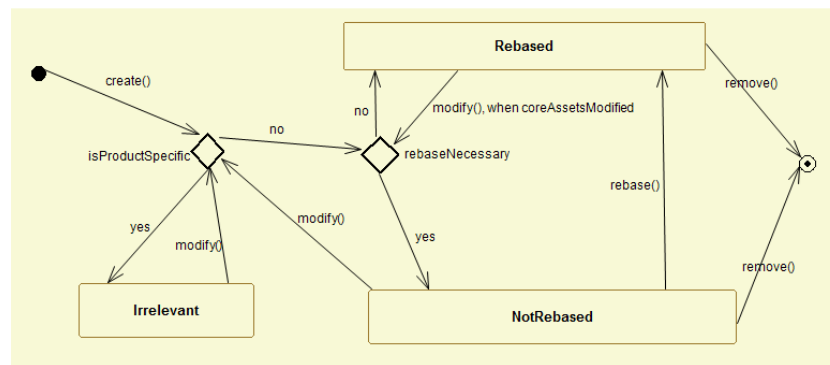 Rebased
create()
remove()
no
modify(), when coreAssetsModified
no
isProductSpecific
rebaseNecessary
rebase()
yes
modify()
modify()
yes
remove()
Irrelevant
NotRebased